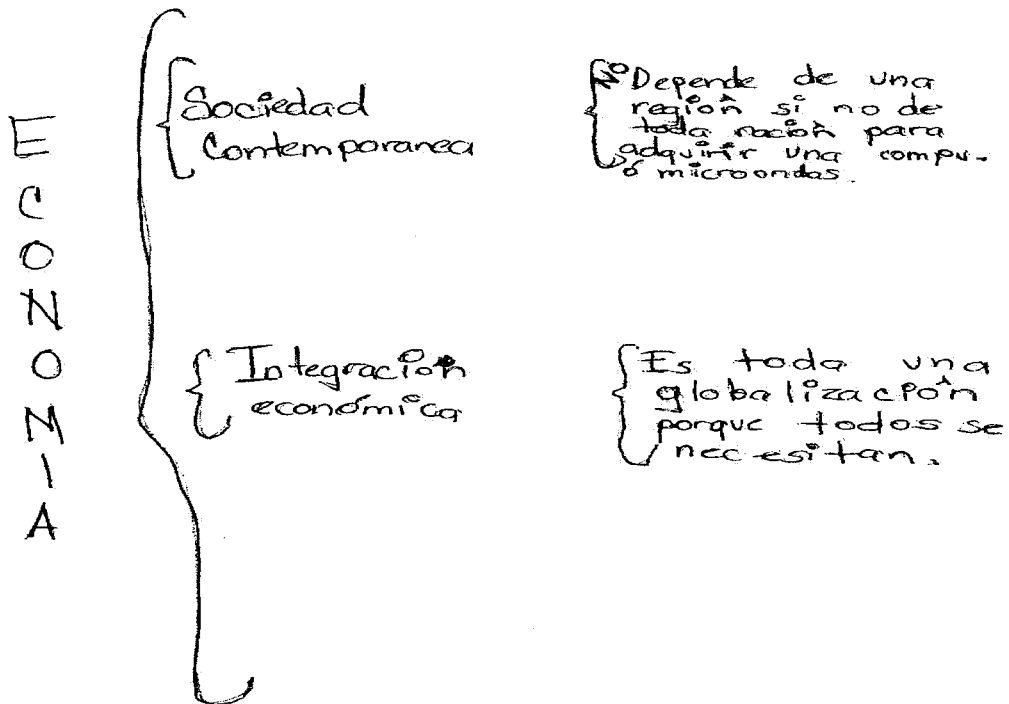 ECONOMIA
Sociedad
Contemporanea
Depende de una
región si no de
toda nación para
adquirir una compu.
ó microondas.
Integración
económica
Es toda una
globalización
porque todos se
necesitan.